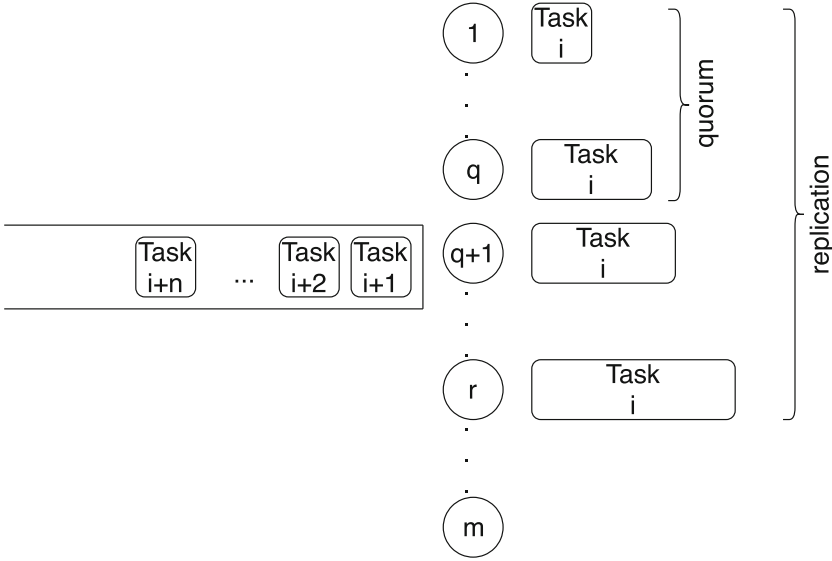 1
Task
i
q
Task
i
quorum
Task
i+n
...
Task
i+2
Task
i+1
q+1
Task
i
r
Task
i
m
replication